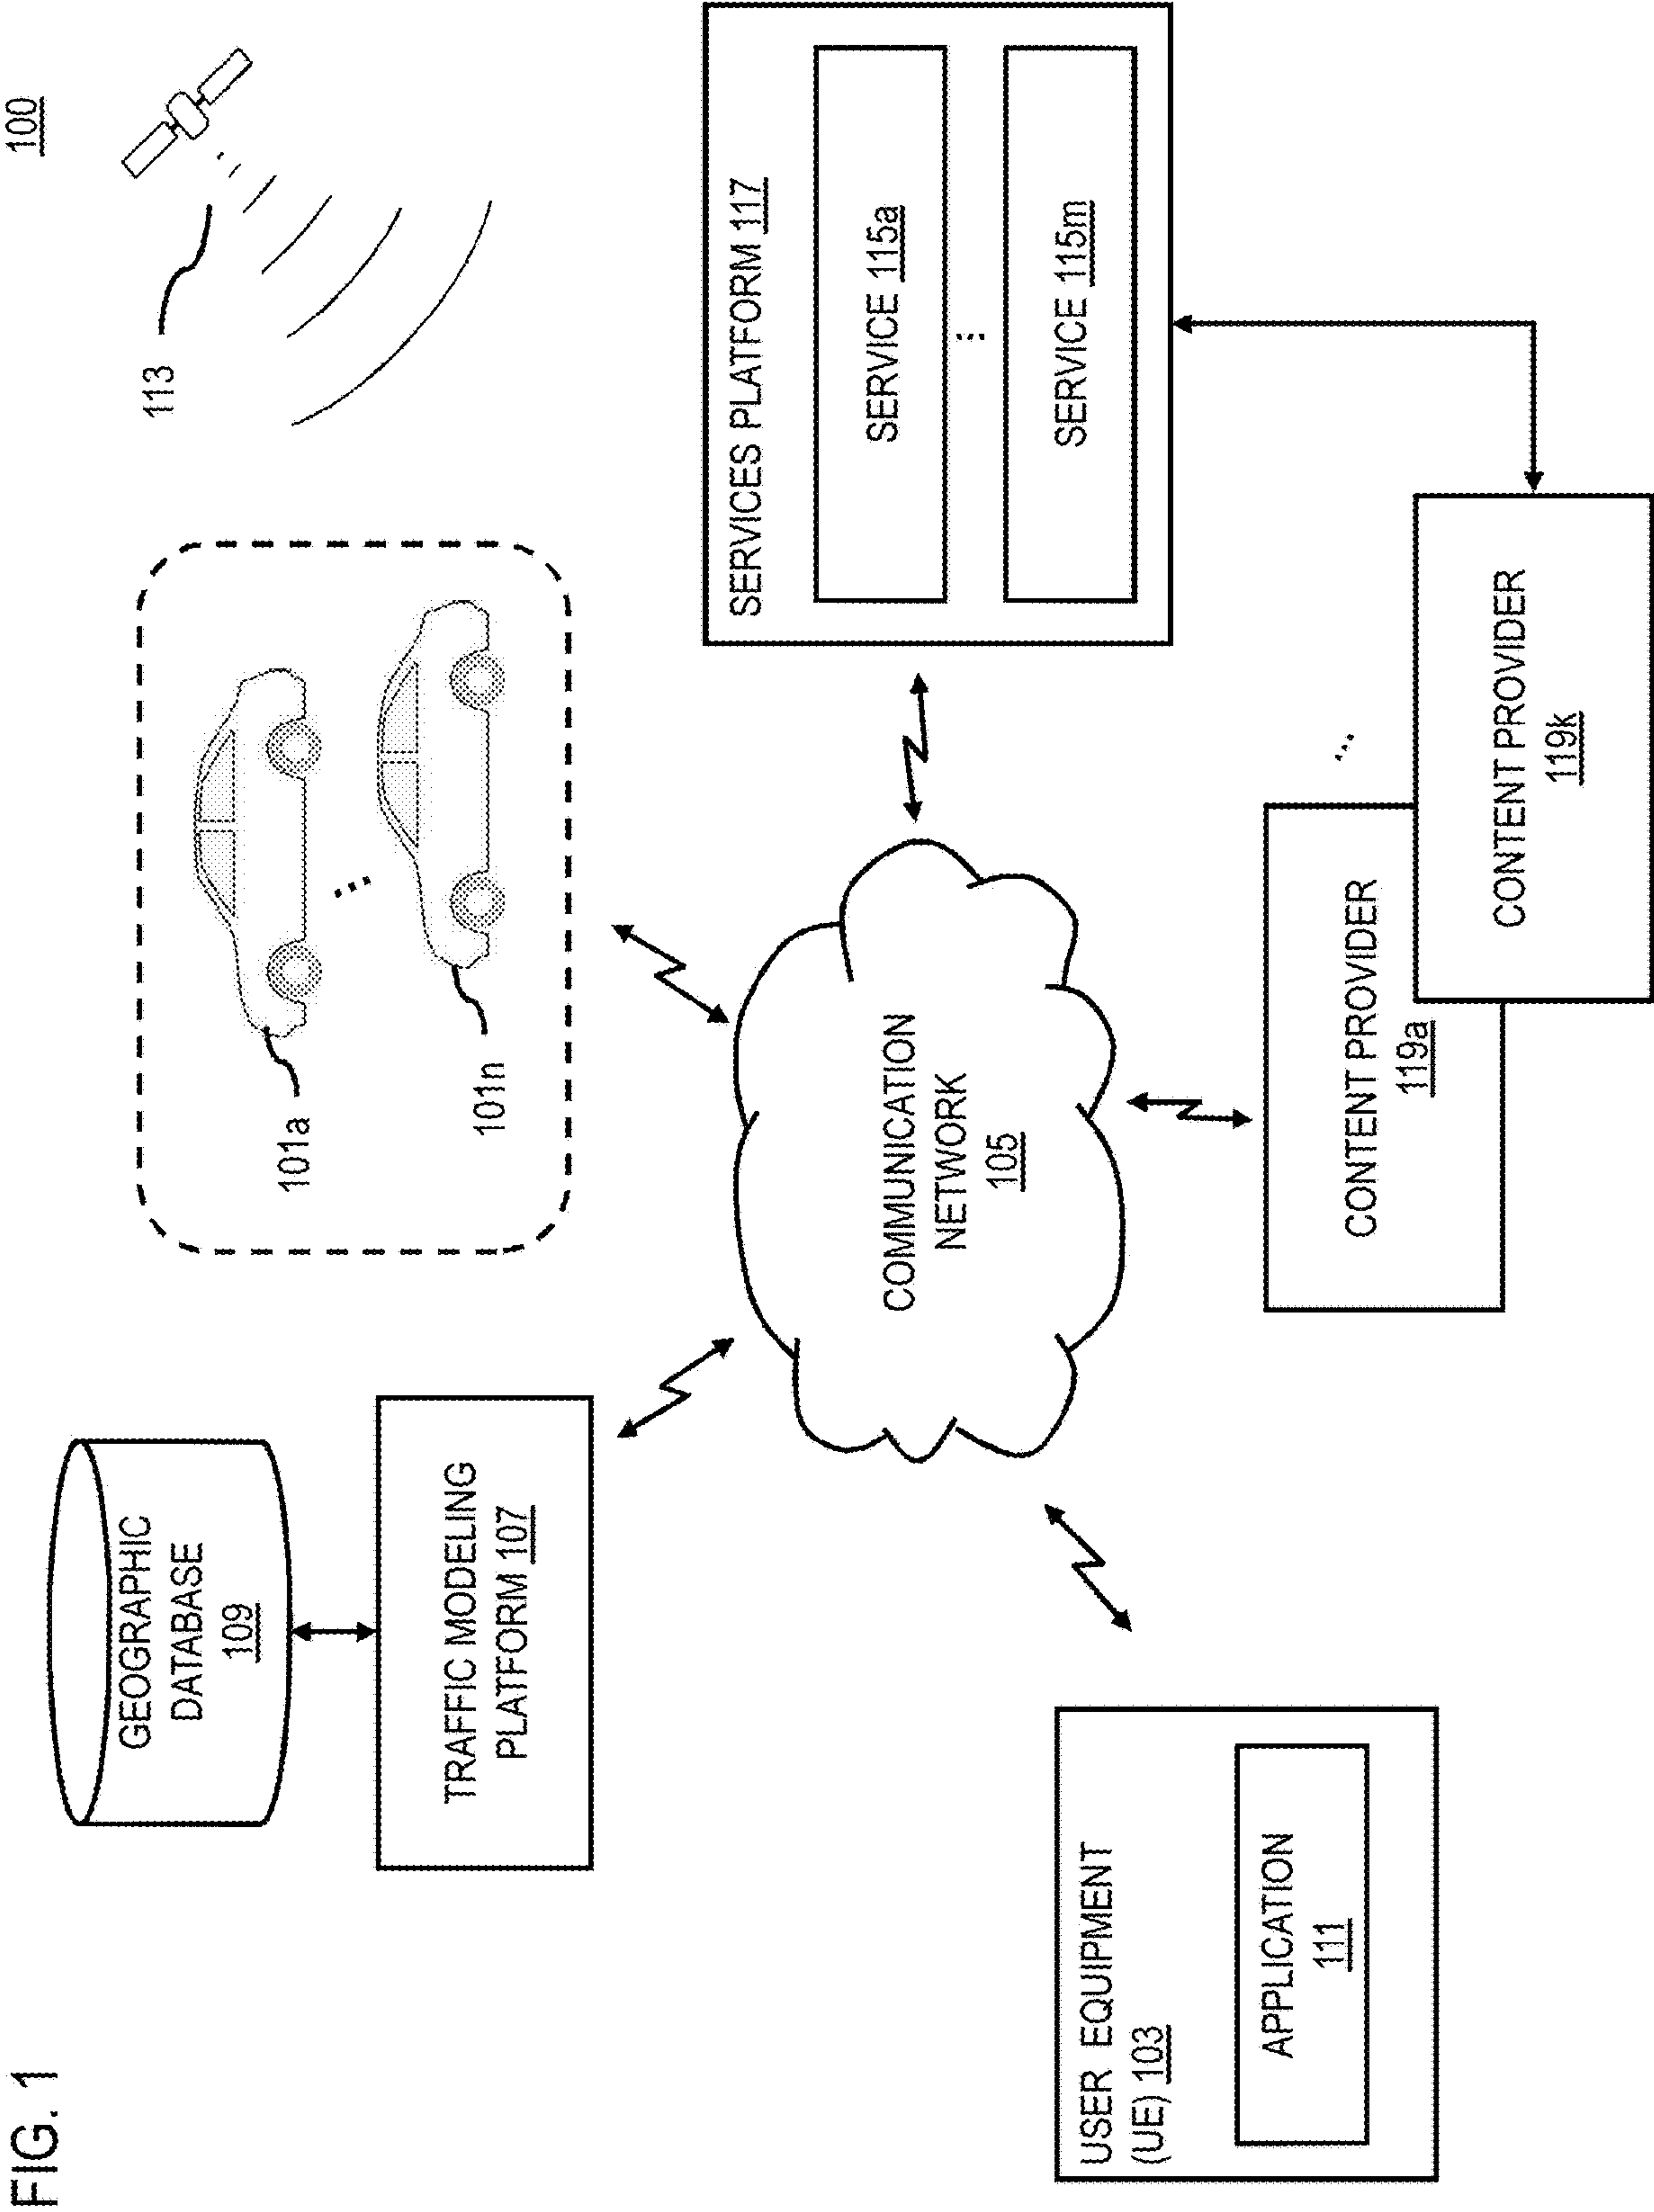 FIG. 1
100
GEOGRAPHIC
DATABASE
109
TRAFFIC MODELING
PLATFORM 107
101a
101n
113
COMMUNICATION
NETWORK
105
SERVICES PLATFORM 117
SERVICE 115a
...
SERVICE 115m
USER EQUIPMENT
(UE) 103
APPLICATION
111
CONTENT PROVIDER
119a
...
CONTENT PROVIDER
119k